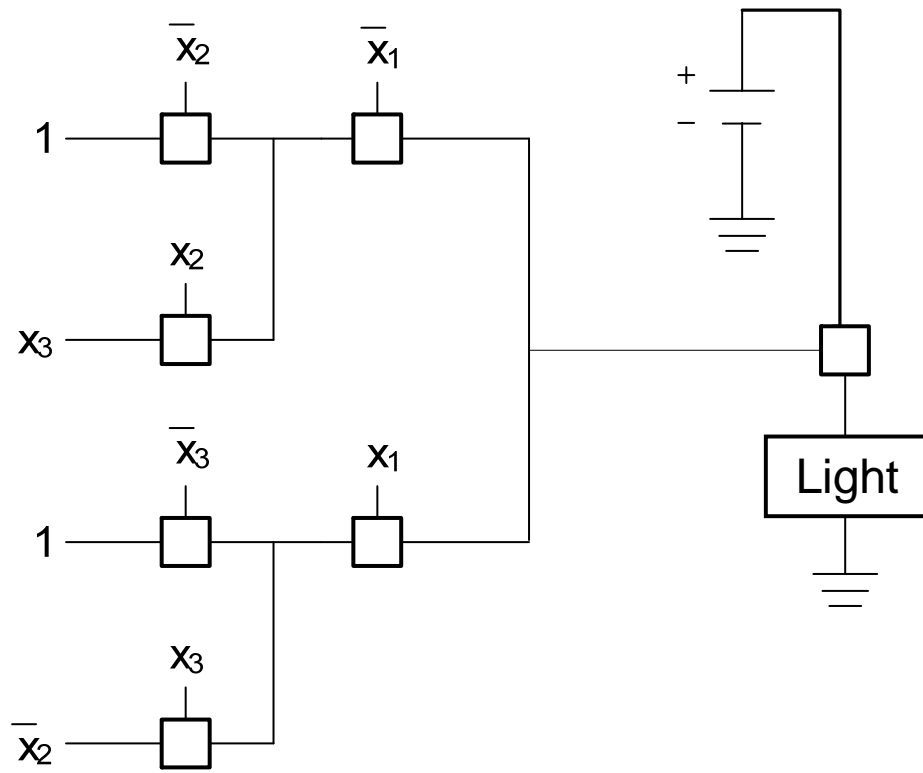 x̅₂
x̅₁
1
x₂
x₃
x̅₃
x₁
1
x₃
x̅₂
+
−
Light